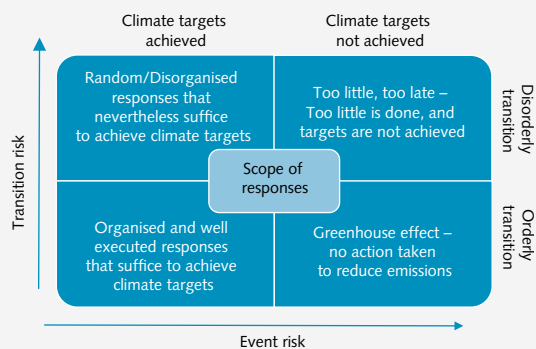 Climate targets
achieved
Climate targets
not achieved
Transition risk
Random/Disorganised
responses that
nevertheless suffice
to achieve climate targets
Too little, too late –
Too little is done, and
targets are not achieved
Disorderly
transition
Scope of
responses
Organised and well
executed responses
that suffice to achieve
climate targets
Greenhouse effect –
no action taken
to reduce emissions
Orderly
transition
Event risk